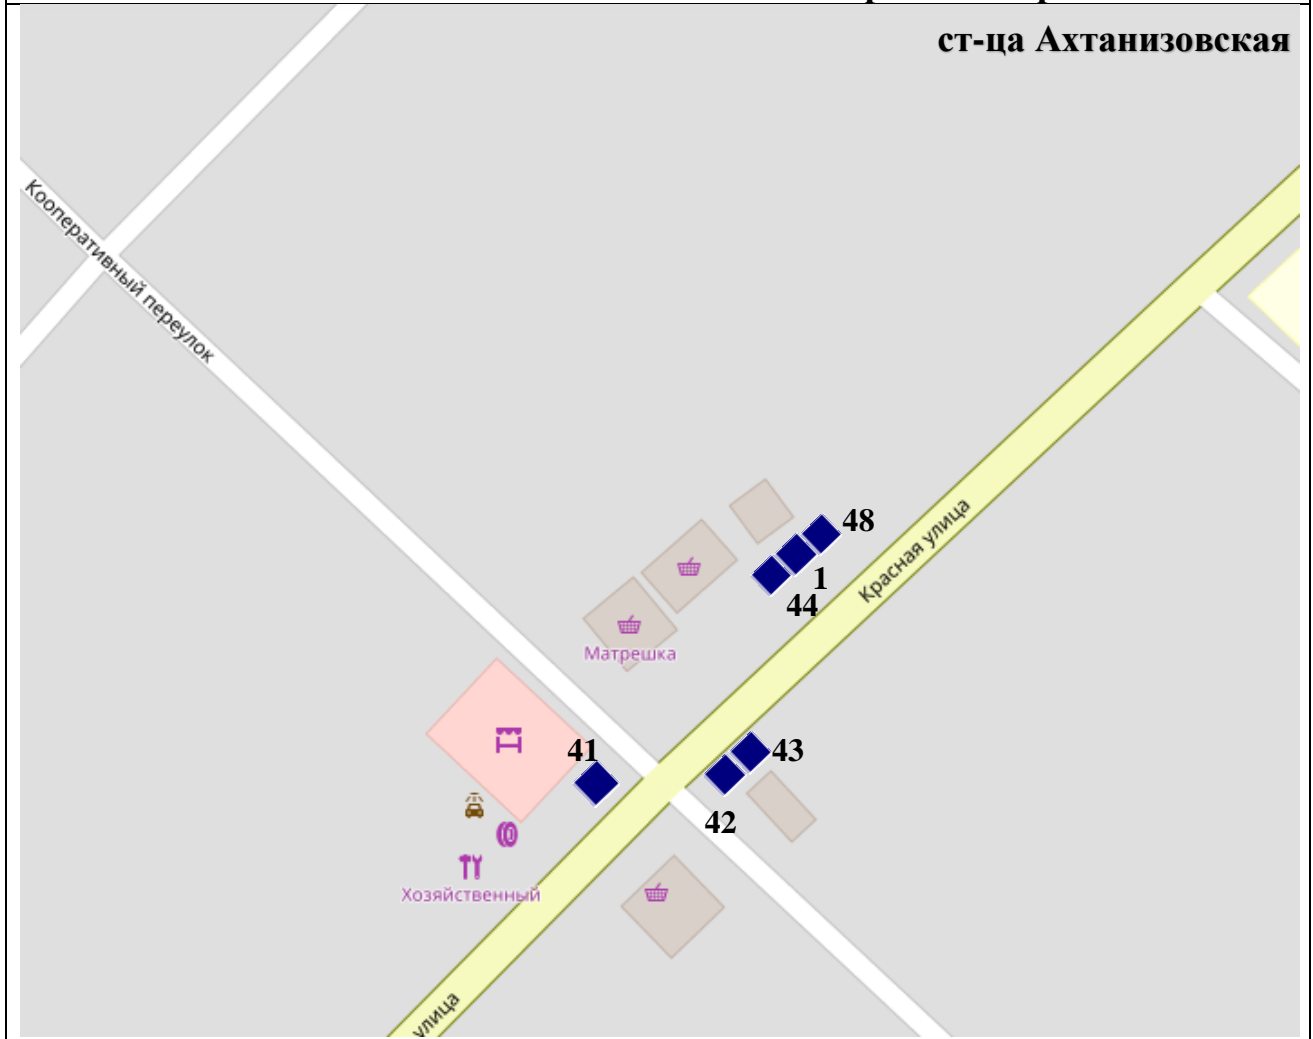 ст-ца Ахтанизовская
Кооперативный переулок
48
Красная улица
1
44
Матрешка
41
43
42
Хозяйственный
улица